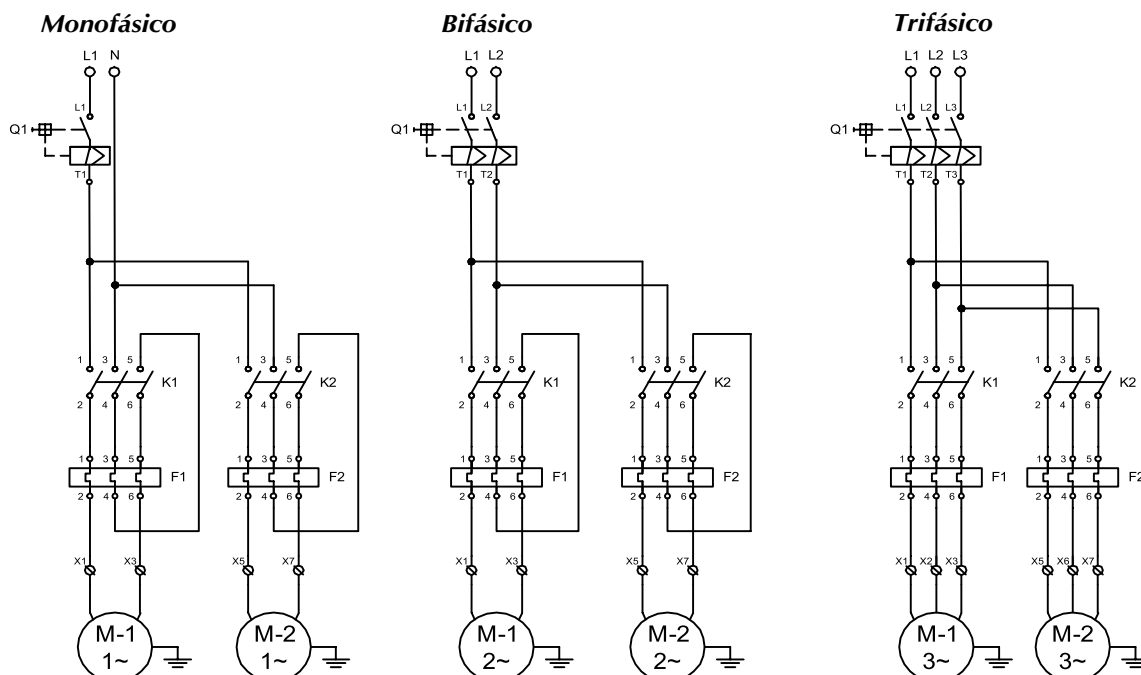 Monofásico Bifásico Trifásico
L1 N L1 L2 L1 L2 L3
L1 L1 L2 L1 L2 L3
Q1 Q1 Q1
T1 T1 T2 T1 T2 T3
1 3 5 1 3 5 1 3 5 1 3 5 1 3 5 1 3 5
K1 K2 K1 K2 K1 K2
2 4 6 2 4 6 2 4 6 2 4 6 2 4 6 2 4 6
1 3 5 1 3 5 1 3 5 1 3 5 1 3 5 1 3 5
F1 F2 F1 F2 F1 F2
2 4 6 2 4 6 2 4 6 2 4 6 2 4 6 2 4 6
X1 X3 X5 X7 X1 X3 X5 X7 X1 X2 X3 X5 X6 X7
M-1 M-2 M-1 M-2 M-1 M-2
1~ 1~ 2~ 2~ 3~ 3~